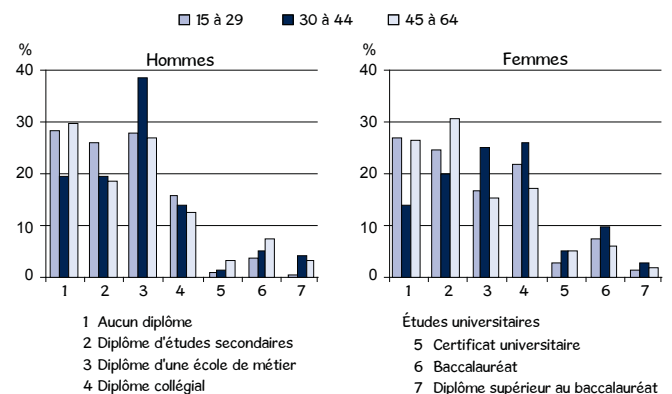 15 à 29 30 à 44 45 à 64
% Hommes
40
30
20
10
0
1 2 3 4 5 6 7
% Femmes
40
30
20
10
0
1 2 3 4 5 6 7
1 Aucun diplôme
2 Diplôme d'études secondaires
3 Diplôme d'une école de métier
4 Diplôme collégial
Études universitaires
5 Certificat universitaire
6 Baccalauréat
7 Diplôme supérieur au baccalauréat